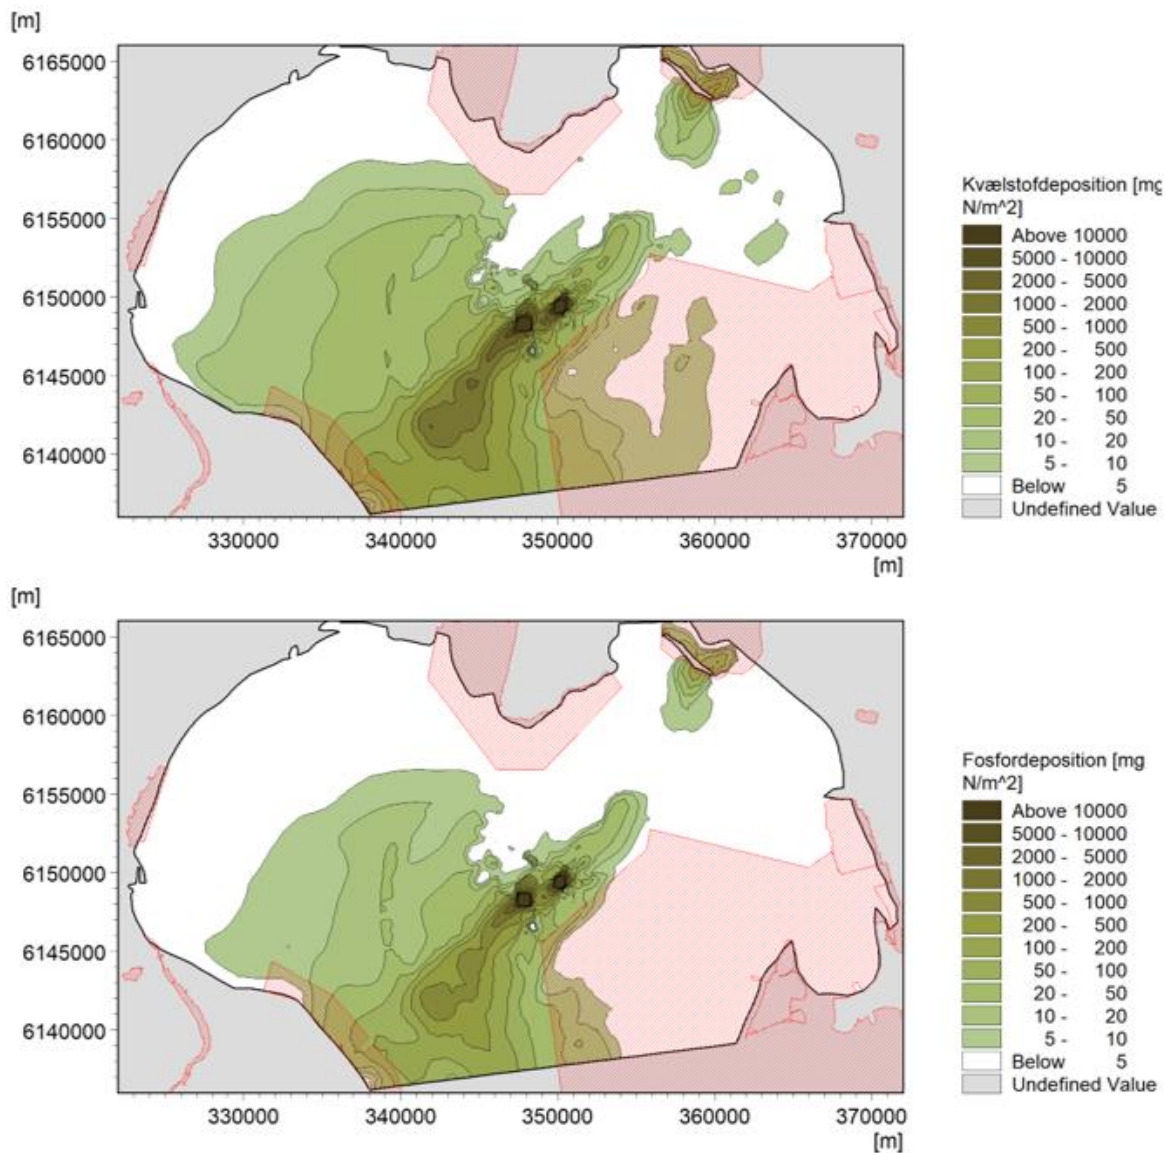 [m]
6165000
6160000
6155000
6150000
6145000
6140000
330000 340000 350000 360000 370000
[m]
Kvælstofdeposition [mg
N/m^2]
Above 10000
5000 - 10000
2000 - 5000
1000 - 2000
500 - 1000
200 - 500
100 - 200
50 - 100
20 - 50
10 - 20
5 - 10
Below 5
Undefined Value
[m]
6165000
6160000
6155000
6150000
6145000
6140000
330000 340000 350000 360000 370000
[m]
Fosfordeposition [mg
N/m^2]
Above 10000
5000 - 10000
2000 - 5000
1000 - 2000
500 - 1000
200 - 500
100 - 200
50 - 100
20 - 50
10 - 20
5 - 10
Below 5
Undefined Value